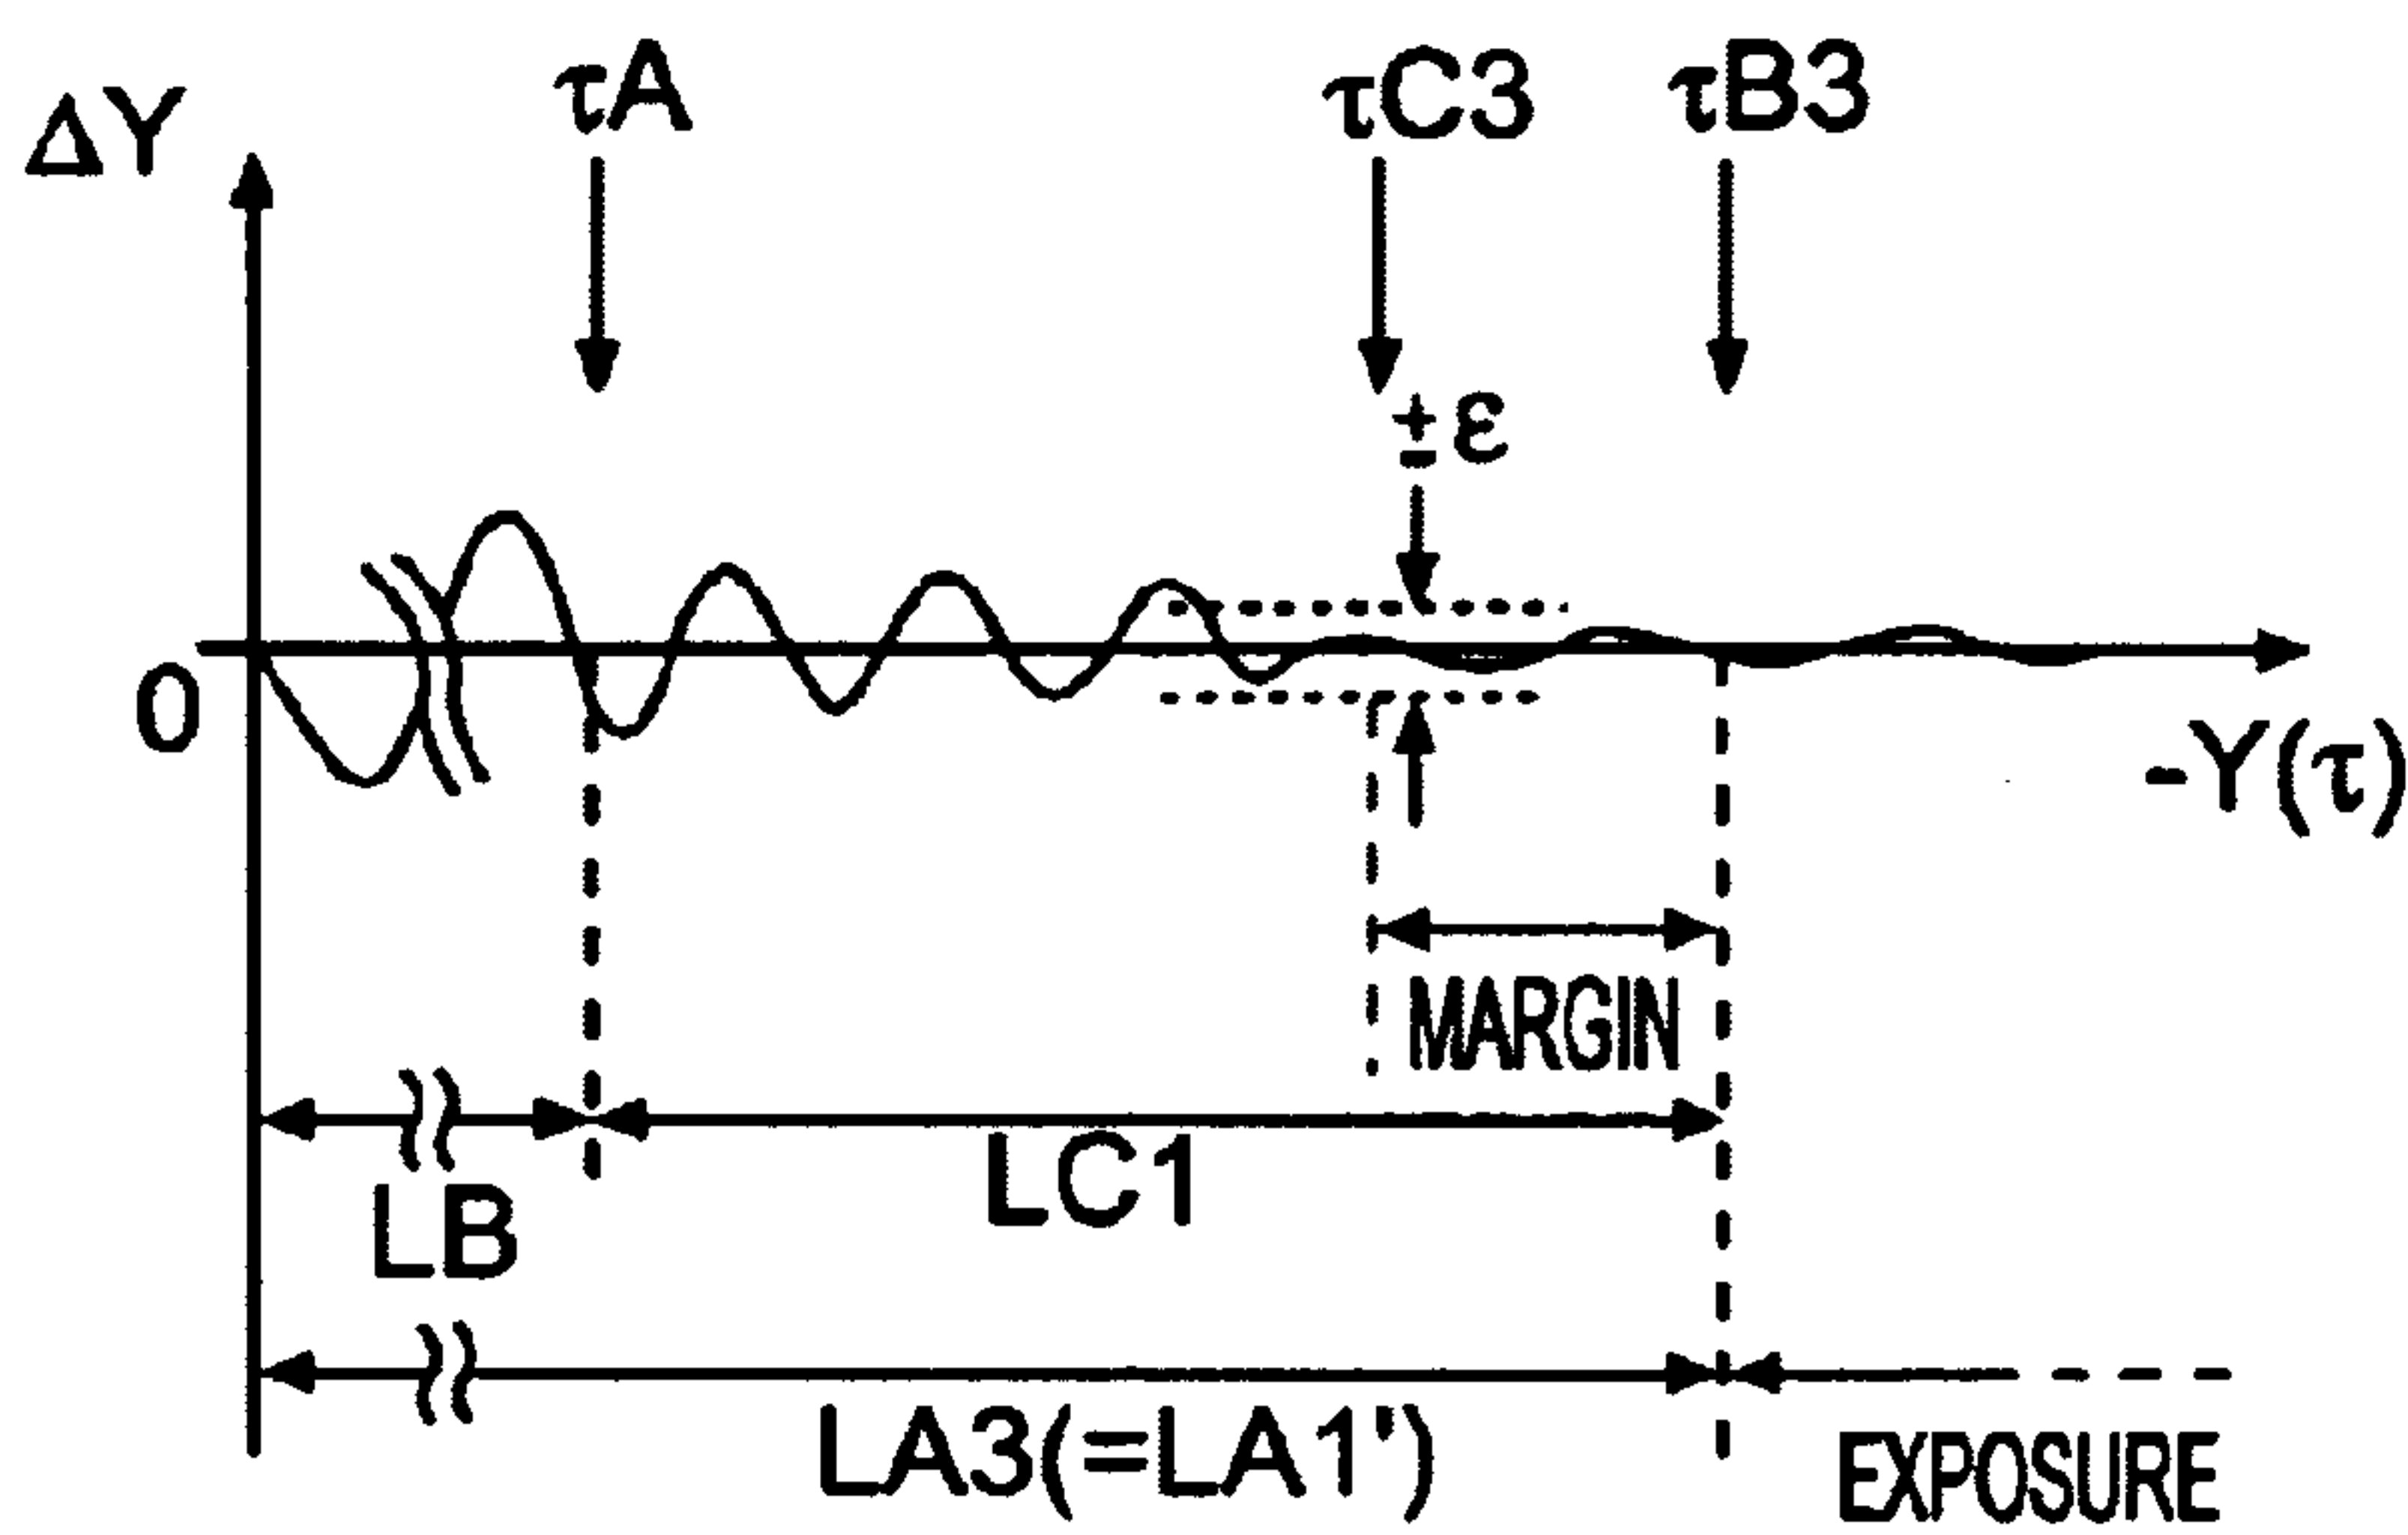 ΔY
τA
τC3
τB3
±ε
0
-Y(τ)
MARGIN
LC1
LB
LA3(=LA1')
EXPOSURE